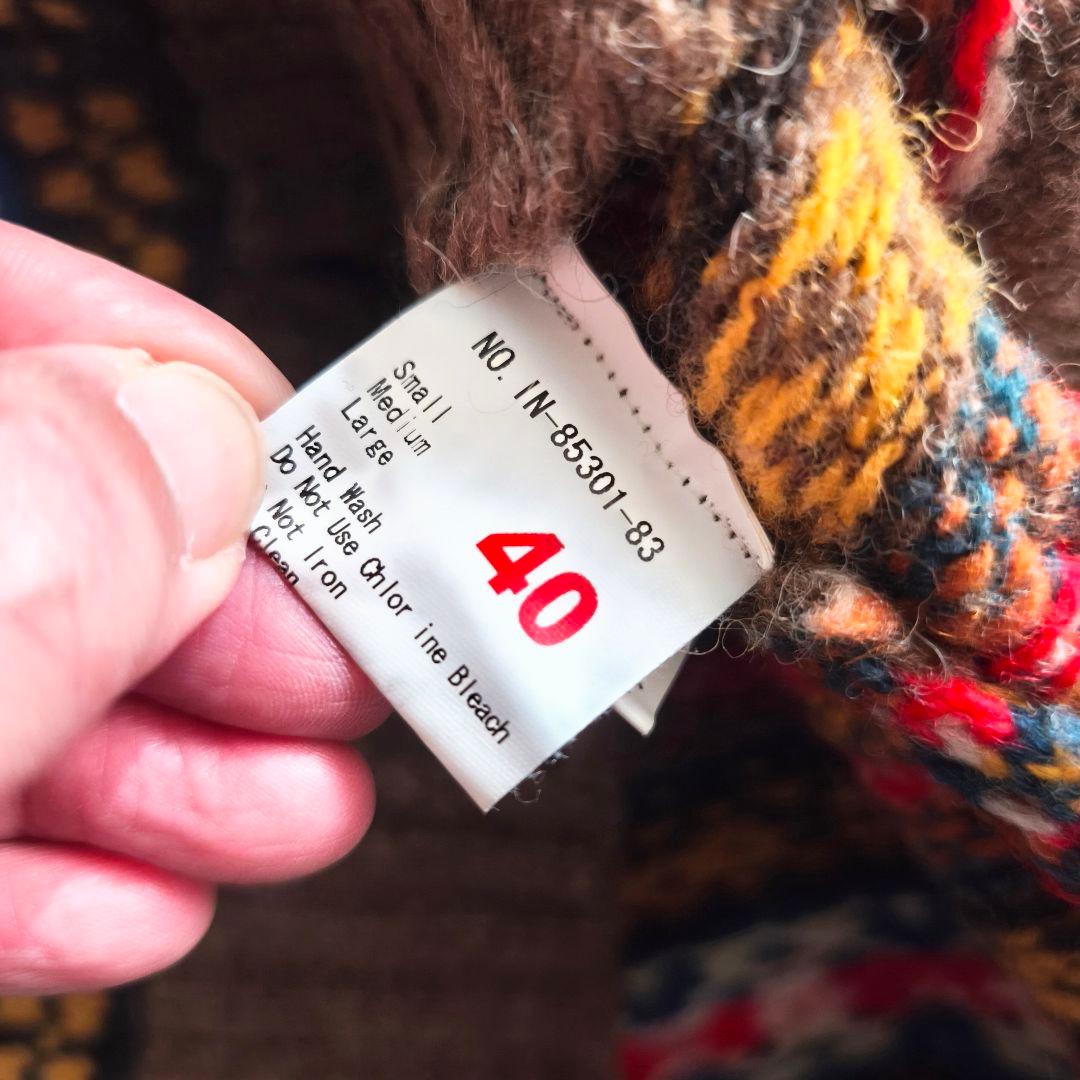 NO. IN-85301-83
Small
Medium
Large
40
Hand Wash
Do Not Use Chlor ine Bleach
Not Iron
Clean